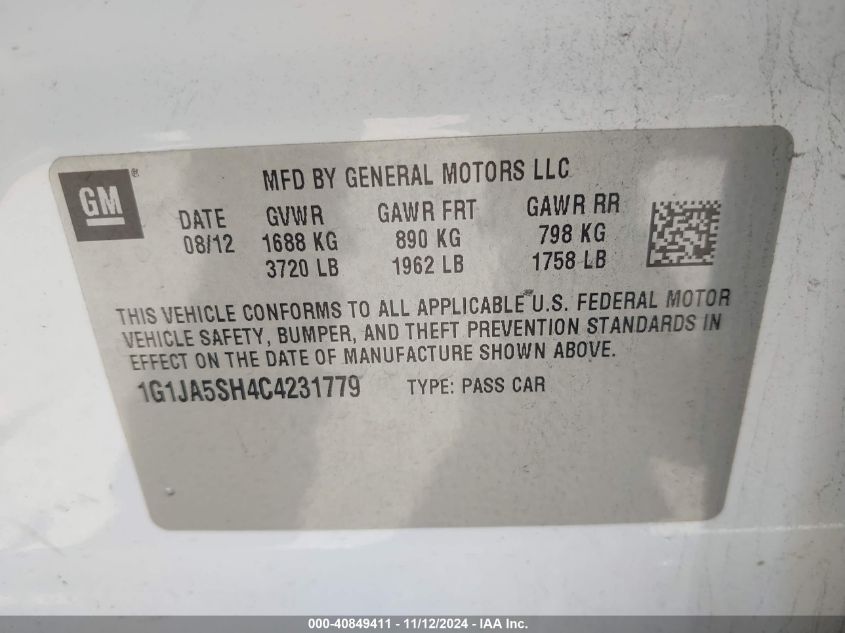 GM®
MFD BY GENERAL MOTORS LLC
DATE GVWR GAWR FRT GAWR RR
08/12 1688 KG 890 KG 798 KG
3720 LB 1962 LB 1758 LB
THIS VEHICLE CONFORMS TO ALL APPLICABLE U.S. FEDERAL MOTOR
VEHICLE SAFETY, BUMPER, AND THEFT PREVENTION STANDARDS IN
EFFECT ON THE DATE OF MANUFACTURE SHOWN ABOVE.
1G1JA5SH4C4231779 TYPE: PASS CAR
000-40849411 - 11/12/2024 - IAA, Inc.